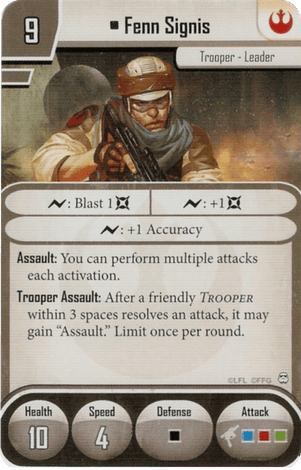 9
Fenn Signis
Trooper - Leader
: Blast 1
: +1
: +1 Accuracy
Assault: You can perform multiple attacks
each activation.
Trooper Assault: After a friendly TROOPER
within 3 spaces resolves an attack, it may
gain “Assault.” Limit once per round.
©LFL ©FFG
Health
Speed
Defense
Attack
10
4